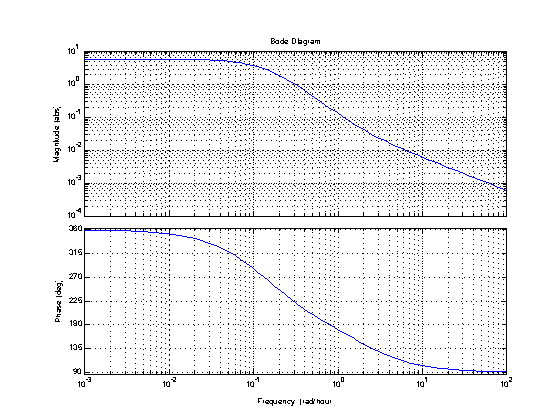 Bode Diagram
10^1
10^0
10^-1
10^-2
10^-3
10^-4
Magnitude (abs)
360
315
270
225
180
135
90
Phase (deg)
10^-3 10^-2 10^-1 10^0 10^1 10^2
Frequency (rad/hour)